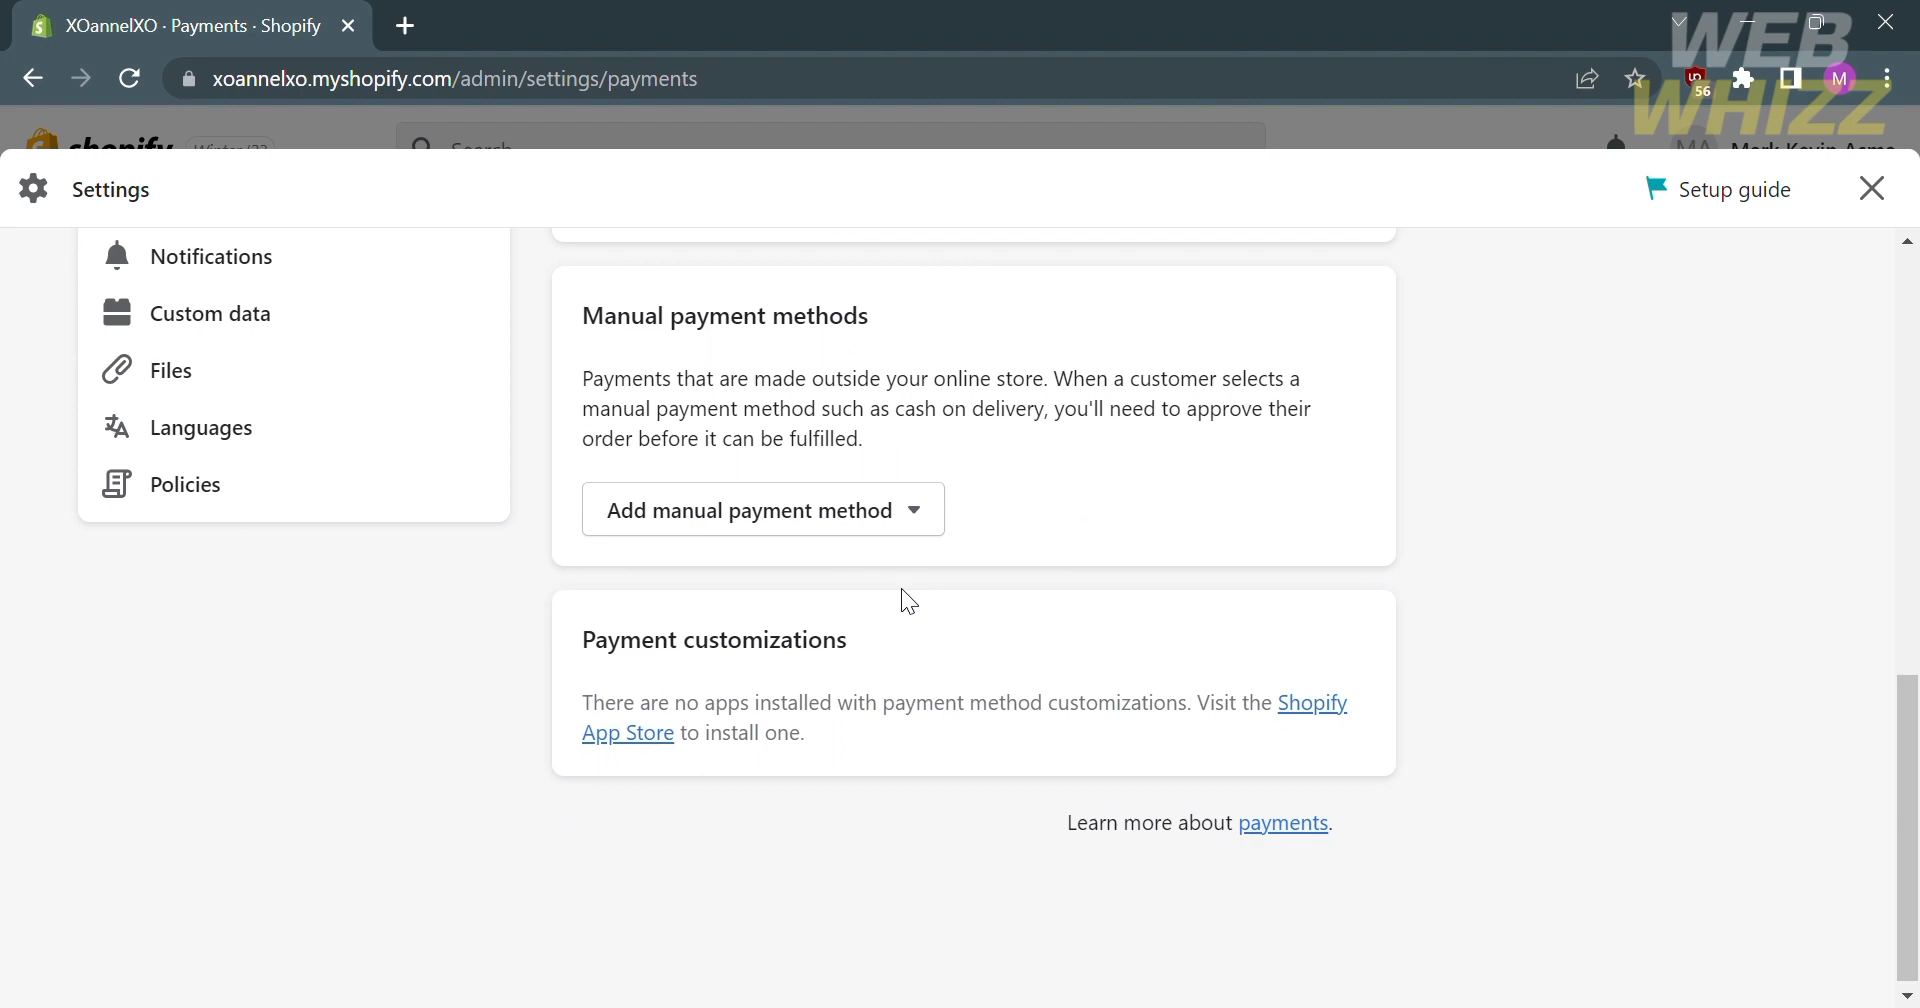 XOannelXO · Payments · Shopify
WEB
xoannelxo.myshopify.com/admin/settings/payments
56
M
WHIZZ
shopify
Search
Settings
Setup guide
Notifications
Custom data
Files
Languages
Policies
Manual payment methods
Payments that are made outside your online store. When a customer selects a
manual payment method such as cash on delivery, you'll need to approve their
order before it can be fulfilled.
Add manual payment method
Payment customizations
There are no apps installed with payment method customizations. Visit the Shopify
App Store to install one.
Learn more about payments.